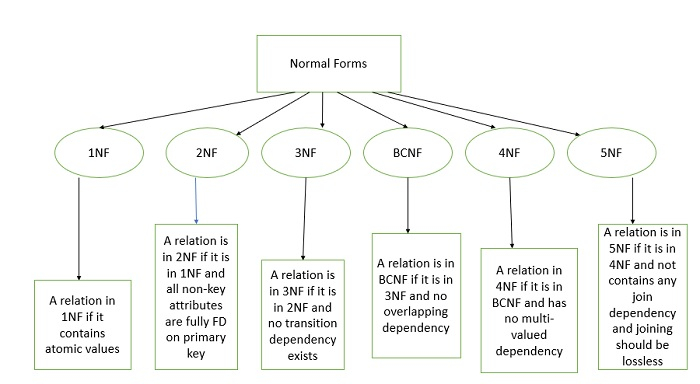 Normal Forms
1NF
2NF
3NF
BCNF
4NF
5NF
A relation in
1NF if it
contains
atomic values
A relation is
in 2NF if it is
in 1NF and
all non-key
attributes
are fully FD
on primary
key
A relation is
in 3NF if it is
in 2NF and
no transition
dependency
exists
A relation is in
BCNF if it is in
3NF and no
overlapping
dependency
A relation in
4NF if it is in
BCNF and has
no multi-
valued
dependency
A relation is in
5NF if it is in
4NF and not
contains any
join
dependency
and joining
should be
lossless